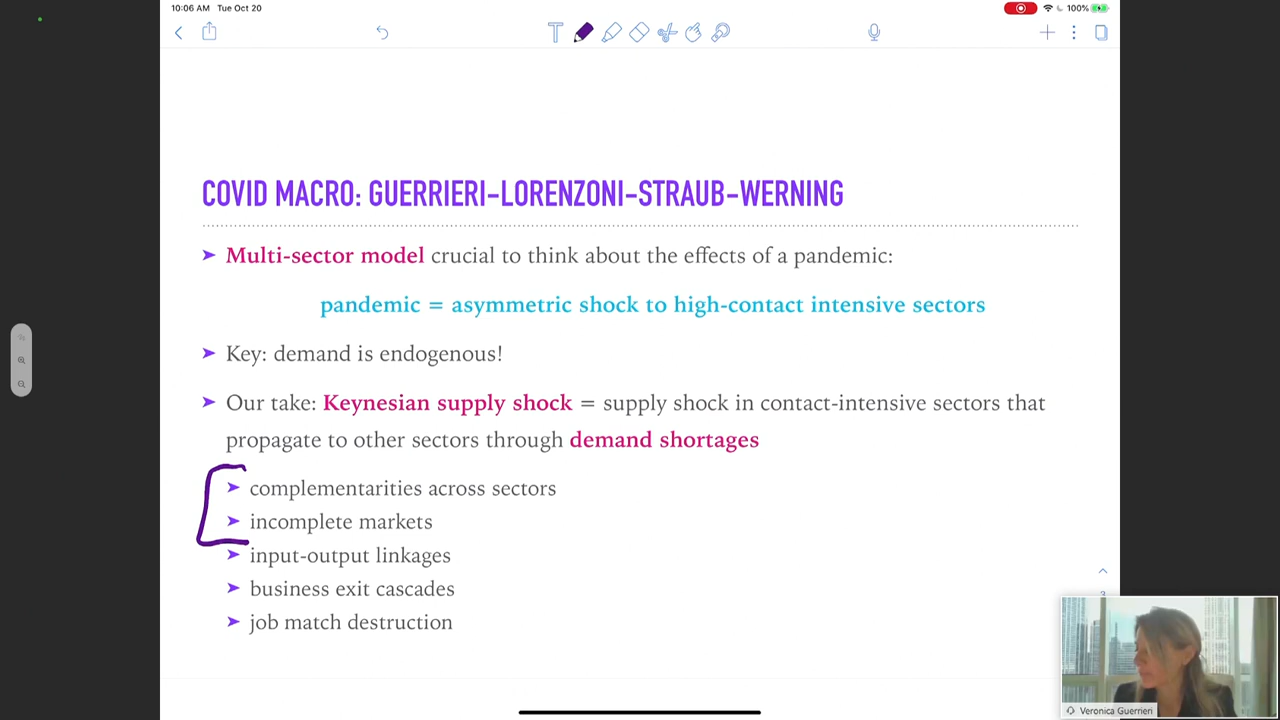 10:06 AM Tue Oct 20
100%
COVID MACRO: GUERRIERI-LORENZONI-STRAUB-WERNING
➤ Multi-sector model crucial to think about the effects of a pandemic:
pandemic = asymmetric shock to high-contact intensive sectors
➤ Key: demand is endogenous!
➤ Our take: Keynesian supply shock = supply shock in contact-intensive sectors that
propagate to other sectors through demand shortages
➤ complementarities across sectors
➤ incomplete markets
➤ input-output linkages
➤ business exit cascades
➤ job match destruction
Veronica Guerrieri